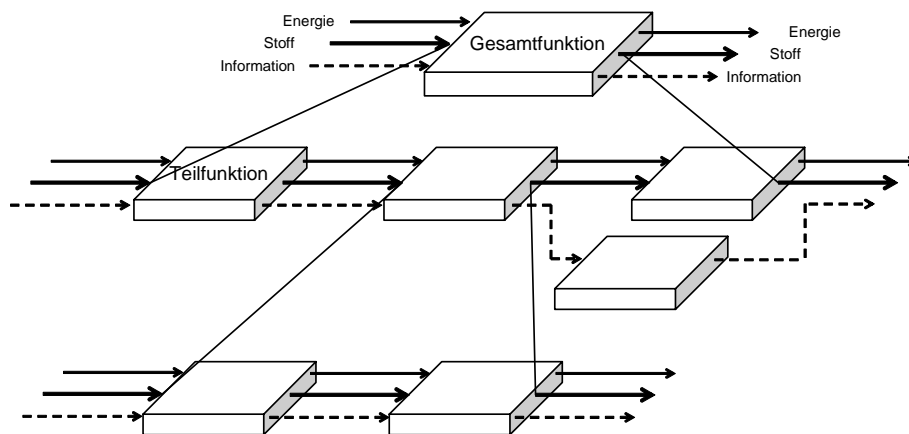 Energie
Stoff
Information
Gesamtfunktion
Energie
Stoff
Information
Teilfunktion